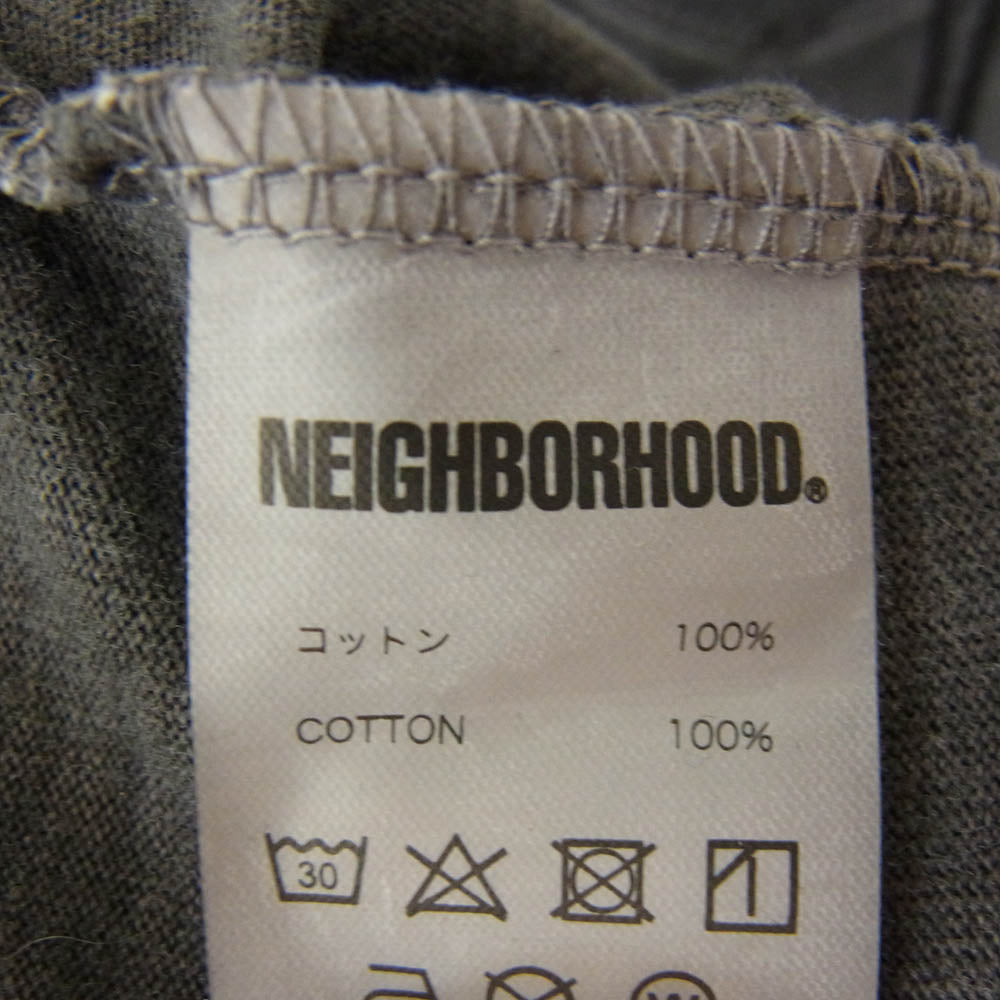 NEIGHBORHOOD®
コットン 100%
COTTON 100%
30
W